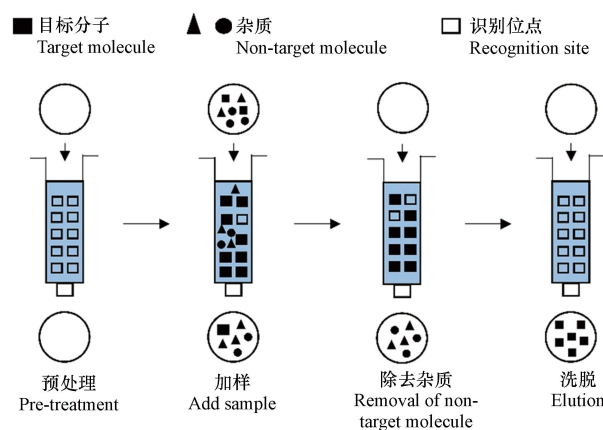 目标分子
Target molecule
杂质
Non-target molecule
识别位点
Recognition site
预处理
Pre-treatment
加样
Add sample
除去杂质
Removal of non-
target molecule
洗脱
Elution